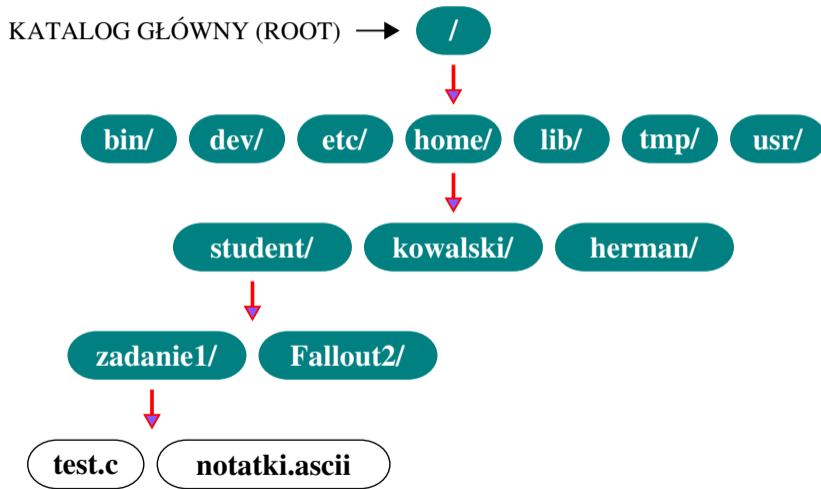 KATALOG GŁÓWNY (ROOT) /
bin/ dev/ etc/ home/ lib/ tmp/ usr/
student/ kowalski/ herman/
zadanie1/ Fallout2/
test.c notatki.ascii